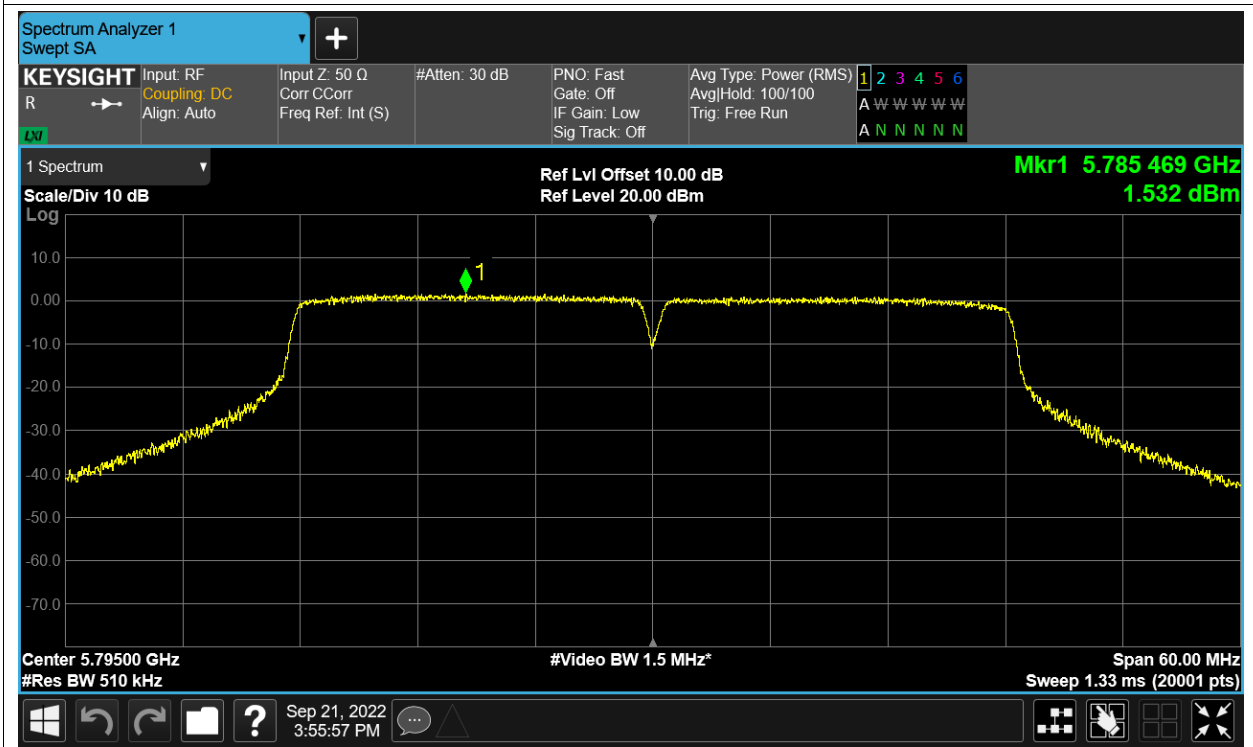 Spectrum Analyzer 1
Swept SA
KEYSIGHT
R
LXI
Input: RF
Coupling: DC
Align: Auto
Input Z: 50 Ω
Corr CCorr
Freq Ref: Int (S)
#Atten: 30 dB
PNO: Fast
Gate: Off
IF Gain: Low
Sig Track: Off
Avg Type: Power (RMS)
Avg|Hold: 100/100
Trig: Free Run
1 2 3 4 5 6
A W W W W W
A N N N N N
1 Spectrum
Scale/Div 10 dB
Log
Ref Lvl Offset 10.00 dB
Ref Level 20.00 dBm
Mkr1 5.785 469 GHz
1.532 dBm
1
10.0
0.00
-10.0
-20.0
-30.0
-40.0
-50.0
-60.0
-70.0
Center 5.79500 GHz
#Res BW 510 kHz
#Video BW 1.5 MHz*
Span 60.00 MHz
Sweep 1.33 ms (20001 pts)
?
Sep 21, 2022
3:55:57 PM